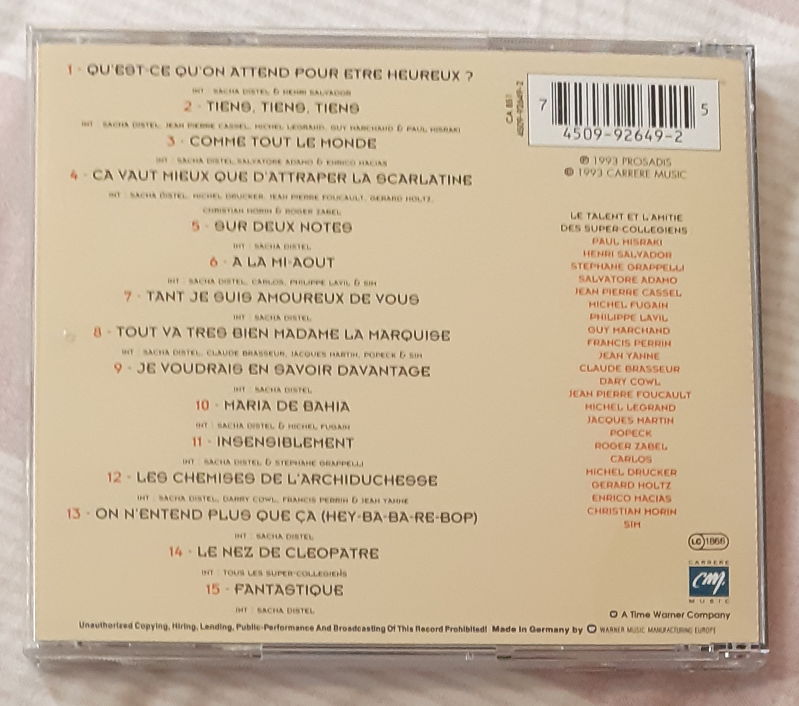 1 - QU'EST-CE QU'ON ATTEND POUR ETRE HEUREUX ?
INT : SACHA DISTEL & HENRI SALVADOR
2 - TIENS, TIENS, TIENS
INT : SACHA DISTEL, JEAN PIERRE CASSEL, MICHEL LEGRAND, GUY MARCHAND & PAUL MISRAKI
3 - COMME TOUT LE MONDE
INT : SACHA DISTEL, SALVATORE ADAMO & ENRICO MACIAS
4 - CA VAUT MIEUX QUE D'ATTRAPER LA SCARLATINE
INT : SACHA DISTEL, MICHEL DRUCKER, JEAN PIERRE FOUCAULT, GERARD HOLTZ,
CHRISTIAN MORIN & ROGER ZABEL
5 - SUR DEUX NOTES
INT : SACHA DISTEL
6 - A LA MI-AOUT
INT : SACHA DISTEL, CARLOS, PHILIPPE LAVIL & SIM
7 - TANT JE SUIS AMOUREUX DE VOUS
INT : SACHA DISTEL
8 - TOUT VA TRES BIEN MADAME LA MARQUISE
INT : SACHA DISTEL, CLAUDE BRASSEUR, JACQUES MARTIN, POPECK & SIM
9 - JE VOUDRAIS EN SAVOIR DAVANTAGE
INT : SACHA DISTEL
10 - MARIA DE BAHIA
INT : SACHA DISTEL & MICHEL FUGAIN
11 - INSENSIBLEMENT
INT : SACHA DISTEL & STEPHANE GRAPPELLI
12 - LES CHEMISES DE L'ARCHIDUCHESSE
INT : SACHA DISTEL, DARRY COWL, FRANCIS PERRIN & JEAN YANNE
13 - ON N'ENTEND PLUS QUE ÇA (HEY-BA-BA-RE-BOP)
INT : SACHA DISTEL
14 - LE NEZ DE CLEOPATRE
INT : TOUS LES SUPER-COLLEGIENS
15 - FANTASTIQUE
INT : SACHA DISTEL
CA 851
4509-92649-2
7 5
4509-92649-2
℗ 1993 PROSADIS
© 1993 CARRERE MUSIC
LE TALENT ET L'AMITIE
DES SUPER-COLLEGIENS
PAUL MISRAKI
HENRI SALVADOR
STEPHANE GRAPPELLI
SALVATORE ADAMO
JEAN PIERRE CASSEL
MICHEL FUGAIN
PHILIPPE LAVIL
GUY MARCHAND
FRANCIS PERRIN
JEAN YANNE
CLAUDE BRASSEUR
DARY COWL
JEAN PIERRE FOUCAULT
MICHEL LEGRAND
JACQUES MARTIN
POPECK
ROGER ZABEL
CARLOS
MICHEL DRUCKER
GERARD HOLTZ
ENRICO MACIAS
CHRISTIAN MORIN
SIM
LC 1866
CARRERE
cm.
MUSIC
A Time Warner Company
Unauthorized Copying, Hiring, Lending, Public-Performance And Broadcasting Of This Record Prohibited! Made in Germany by WARNER MUSIC MANUFACTURING EUROPE